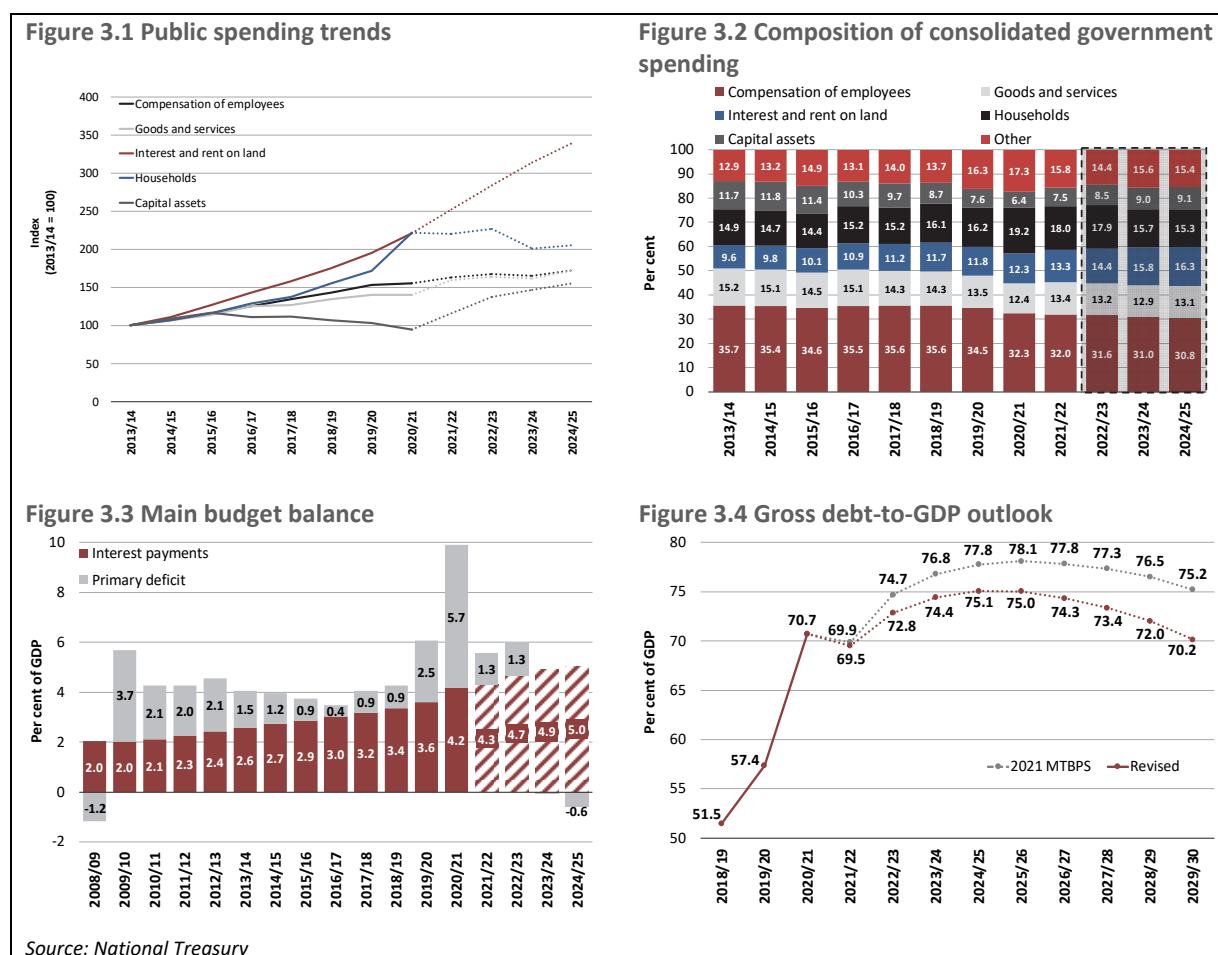 Figure 3.1 Public spending trends
Index
(2013/14 = 100)
400
350
300
250
200
150
100
50
0
Compensation of employees
Goods and services
Interest and rent on land
Households
Capital assets
2013/14
2014/15
2015/16
2016/17
2017/18
2018/19
2019/20
2020/21
2021/22
2022/23
2023/24
2024/25
Figure 3.2 Composition of consolidated government
spending
Compensation of employees
Goods and services
Interest and rent on land
Households
Capital assets
Other
Per cent
100
90
80
70
60
50
40
30
20
10
0
12.9 13.2 14.9 13.1 14.0 13.7 16.3 17.3 15.8 14.4 15.6 15.4
11.7 11.8 11.4 10.3 9.7 8.7 7.6 6.4 7.5 8.5 9.0 9.1
14.9 14.7 14.4 15.2 15.2 16.1 16.2 19.2 18.0 17.9 15.7 15.3
9.6 9.8 10.1 10.9 11.2 11.7 11.8 12.3 13.3 14.4 15.8 16.3
15.2 15.1 14.5 15.1 14.3 14.3 13.5 12.4 13.4 13.2 12.9 13.1
35.7 35.4 34.6 35.5 35.6 35.6 34.5 32.3 32.0 31.6 31.0 30.8
2013/14
2014/15
2015/16
2016/17
2017/18
2018/19
2019/20
2020/21
2021/22
2022/23
2023/24
2024/25
Figure 3.3 Main budget balance
Per cent of GDP
10
8
6
4
2
0
-2
Interest payments
Primary deficit
-1.2 3.7 2.1 2.0 2.1 1.5 1.2 0.9 0.4 0.9 0.9 2.5 5.7 1.3 1.3 -0.6
2.0 2.0 2.1 2.3 2.4 2.6 2.7 2.9 3.0 3.2 3.4 3.6 4.2 4.3 4.7 4.9 5.0
2008/09
2009/10
2010/11
2011/12
2012/13
2013/14
2014/15
2015/16
2016/17
2017/18
2018/19
2019/20
2020/21
2021/22
2022/23
2023/24
2024/25
Figure 3.4 Gross debt-to-GDP outlook
Per cent of GDP
80
75
70
65
60
55
50
74.7 76.8 77.8 78.1 77.8 77.3 76.5 75.2
51.5 57.4 70.7 69.9
69.5 72.8 74.4 75.1 75.0 74.3 73.4 72.0 70.2
2021 MTBPS
Revised
2018/19
2019/20
2020/21
2021/22
2022/23
2023/24
2024/25
2025/26
2026/27
2027/28
2028/29
2029/30
Source: National Treasury